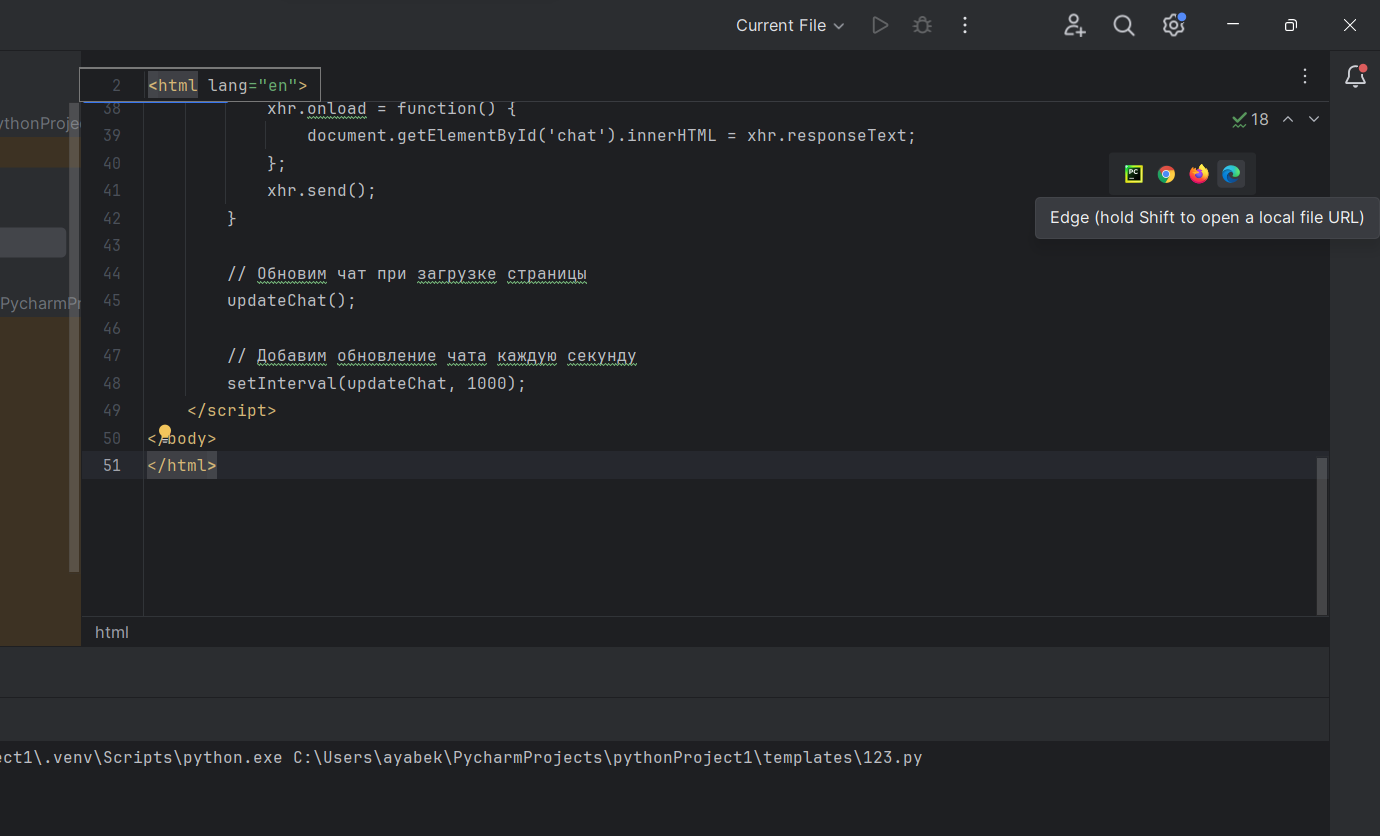 Current File
2 <html lang="en">
38 xhr.onload = function() {
39 document.getElementById('chat').innerHTML = xhr.responseText;
40 };
41 xhr.send();
42 }
43
44 // Обновим чат при загрузке страницы
45 updateChat();
46
47 // Добавим обновление чата каждую секунду
48 setInterval(updateChat, 1000);
49 </script>
50 </body>
51 </html>
18
PC
Edge (hold Shift to open a local file URL)
ythonProje
PycharmPr
html
ect1\.venv\Scripts\python.exe C:\Users\ayabek\PycharmProjects\pythonProject1\templates\123.py